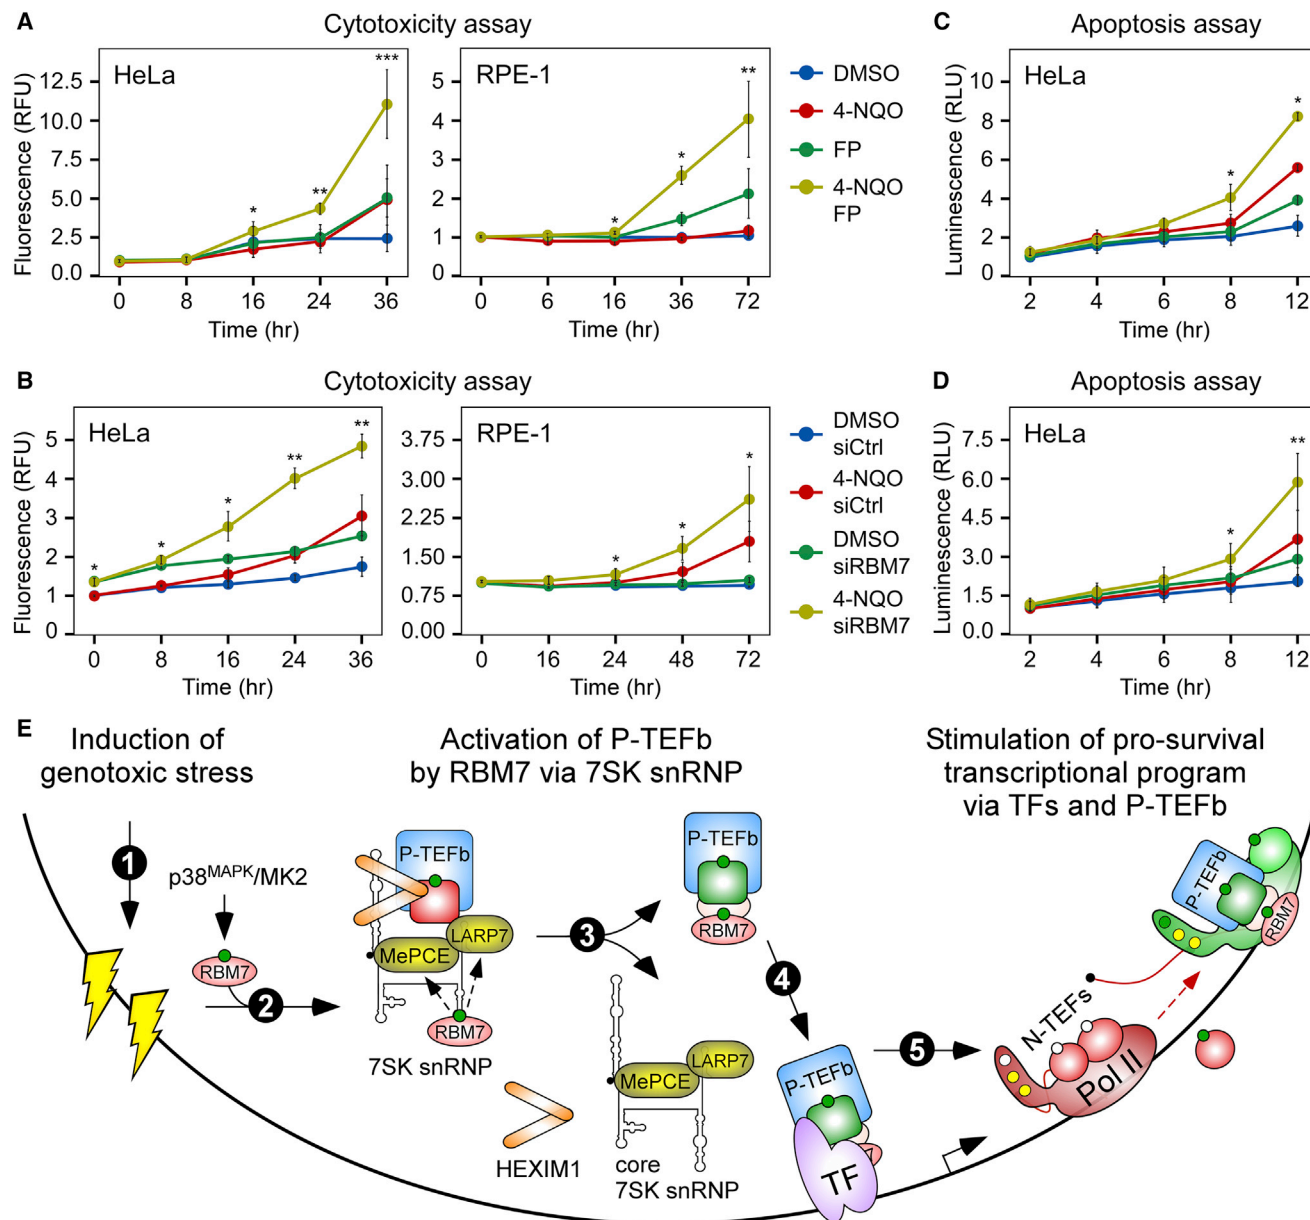 A
Cytotoxicity assay
HeLa
***
**
*
Fluorescence (RFU)
12.5
10.0
7.5
5.0
2.5
0.0
0 8 16 24 36
Time (hr)
RPE-1
**
*
*
5
4
3
2
1
0
0 6 16 36 72
Time (hr)
DMSO
4-NQO
FP
4-NQO
FP
C
Apoptosis assay
HeLa
*
*
Luminescence (RLU)
10
8
6
4
2
0
2 4 6 8 12
Time (hr)
B
Cytotoxicity assay
HeLa
**
**
*
*
*
Fluorescence (RFU)
5
4
3
2
1
0
0 8 16 24 36
Time (hr)
RPE-1
*
*
*
3.75
3.00
2.25
1.50
0.75
0.00
0 16 24 48 72
Time (hr)
DMSO
siCtrl
4-NQO
siCtrl
DMSO
siRBM7
4-NQO
siRBM7
D
Apoptosis assay
HeLa
**
*
Luminescence (RLU)
7.5
6.0
4.5
3.0
1.5
0.0
2 4 6 8 12
Time (hr)
E
Induction of
genotoxic stress
Activation of P-TEFb
by RBM7 via 7SK snRNP
Stimulation of pro-survival
transcriptional program
via TFs and P-TEFb
1
p38MAPK/MK2
RBM7
2
P-TEFb
LARP7
MePCE
RBM7
7SK snRNP
3
P-TEFb
RBM7
HEXIM1
MePCE
LARP7
core
7SK snRNP
4
P-TEFb
TF
5
N-TEFs
Pol II
P-TEFb
RBM7